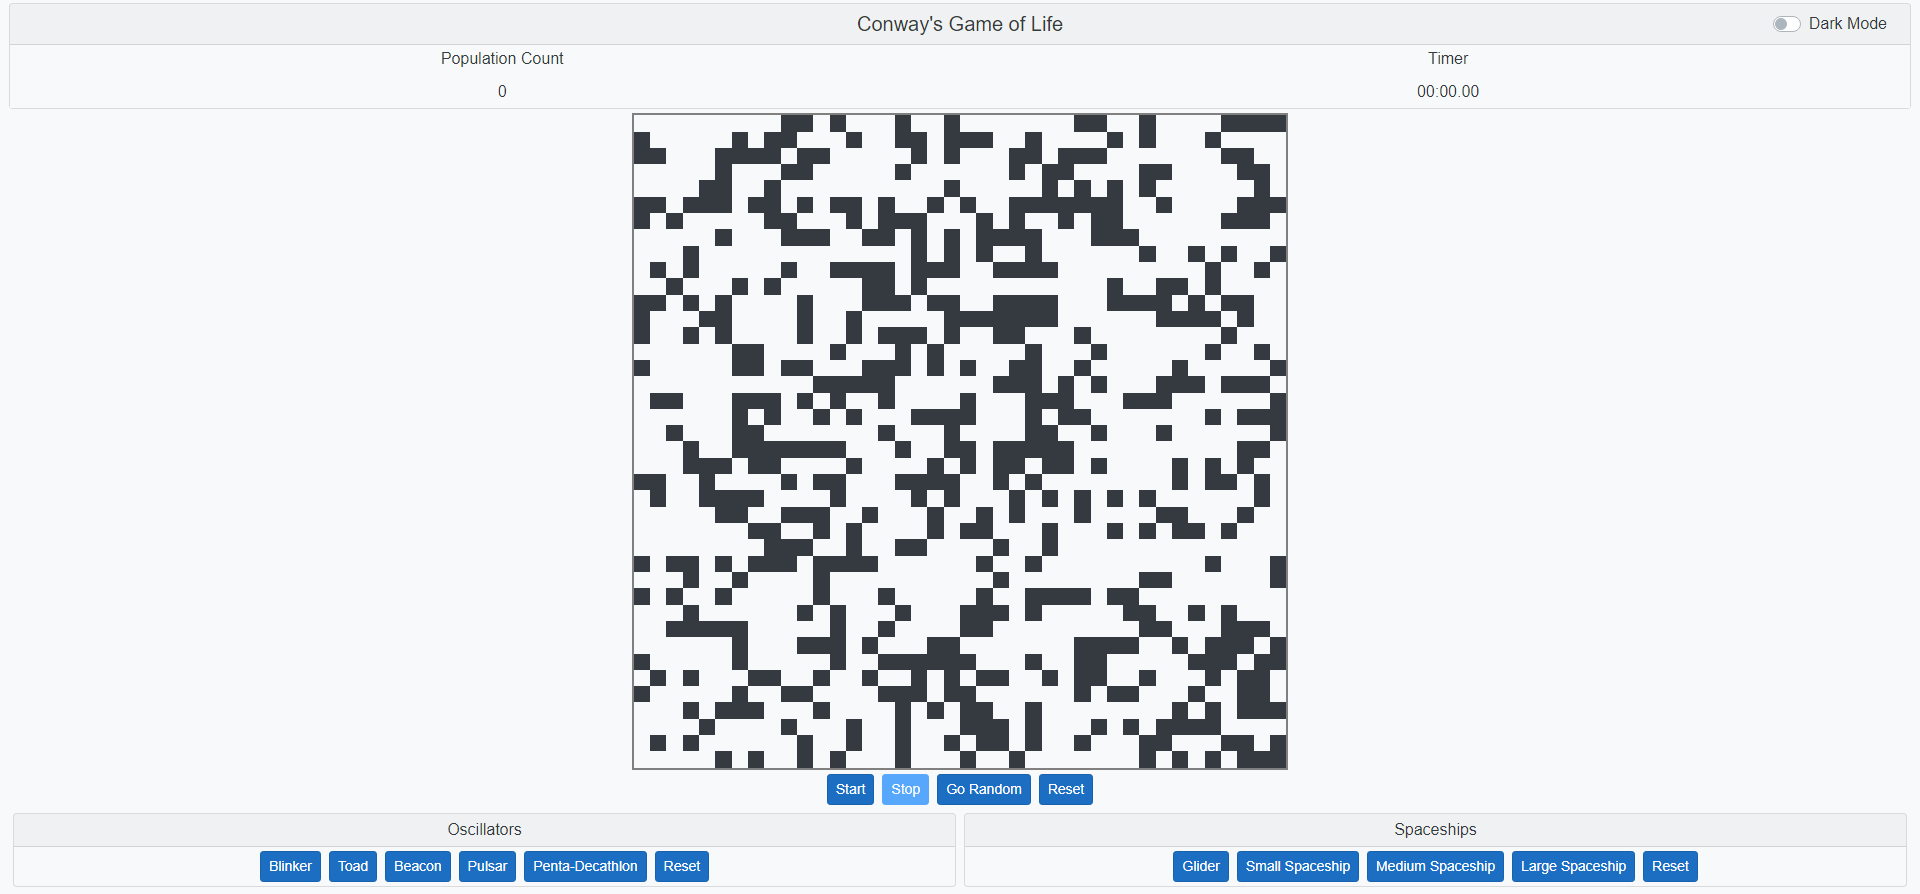 Conway's Game of Life
Dark Mode
Population Count
Timer
0
00:00.00
Start Stop Go Random Reset
Oscillators
Spaceships
Blinker Toad Beacon Pulsar Penta-Decathlon Reset
Glider Small Spaceship Medium Spaceship Large Spaceship Reset